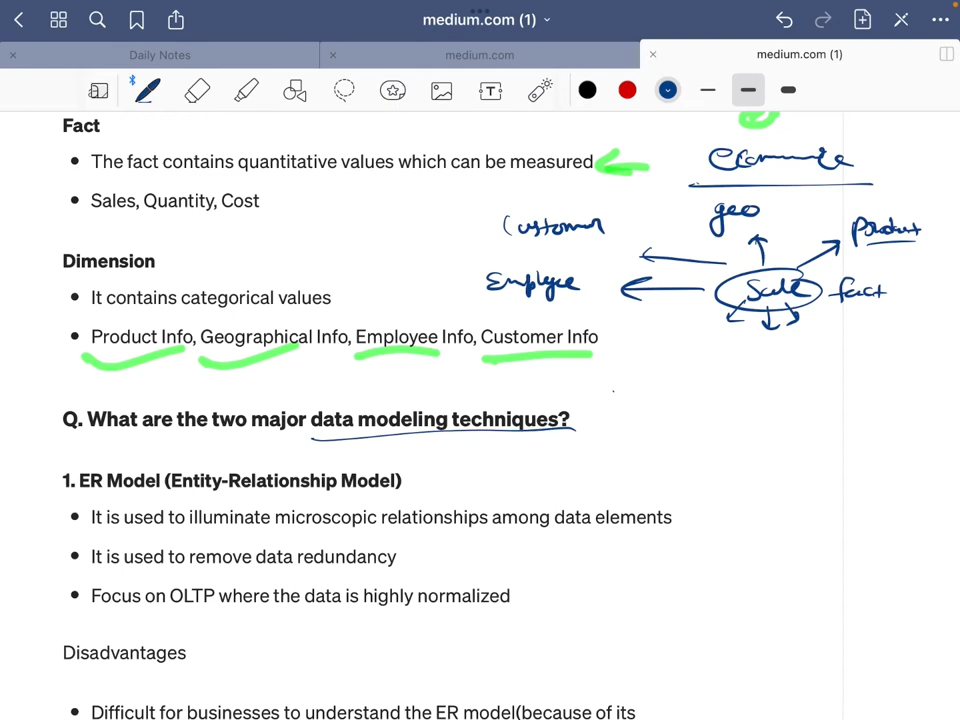 medium.com (1)
Daily Notes
medium.com
medium.com (1)
Fact
The fact contains quantitative values which can be measured
Sales, Quantity, Cost
Ecommerce
geo
Customer
Product
Employee
Sale
fact
Dimension
It contains categorical values
Product Info, Geographical Info, Employee Info, Customer Info
Q. What are the two major data modeling techniques?
1. ER Model (Entity-Relationship Model)
It is used to illuminate microscopic relationships among data elements
It is used to remove data redundancy
Focus on OLTP where the data is highly normalized
Disadvantages
Difficult for businesses to understand the ER model(because of its